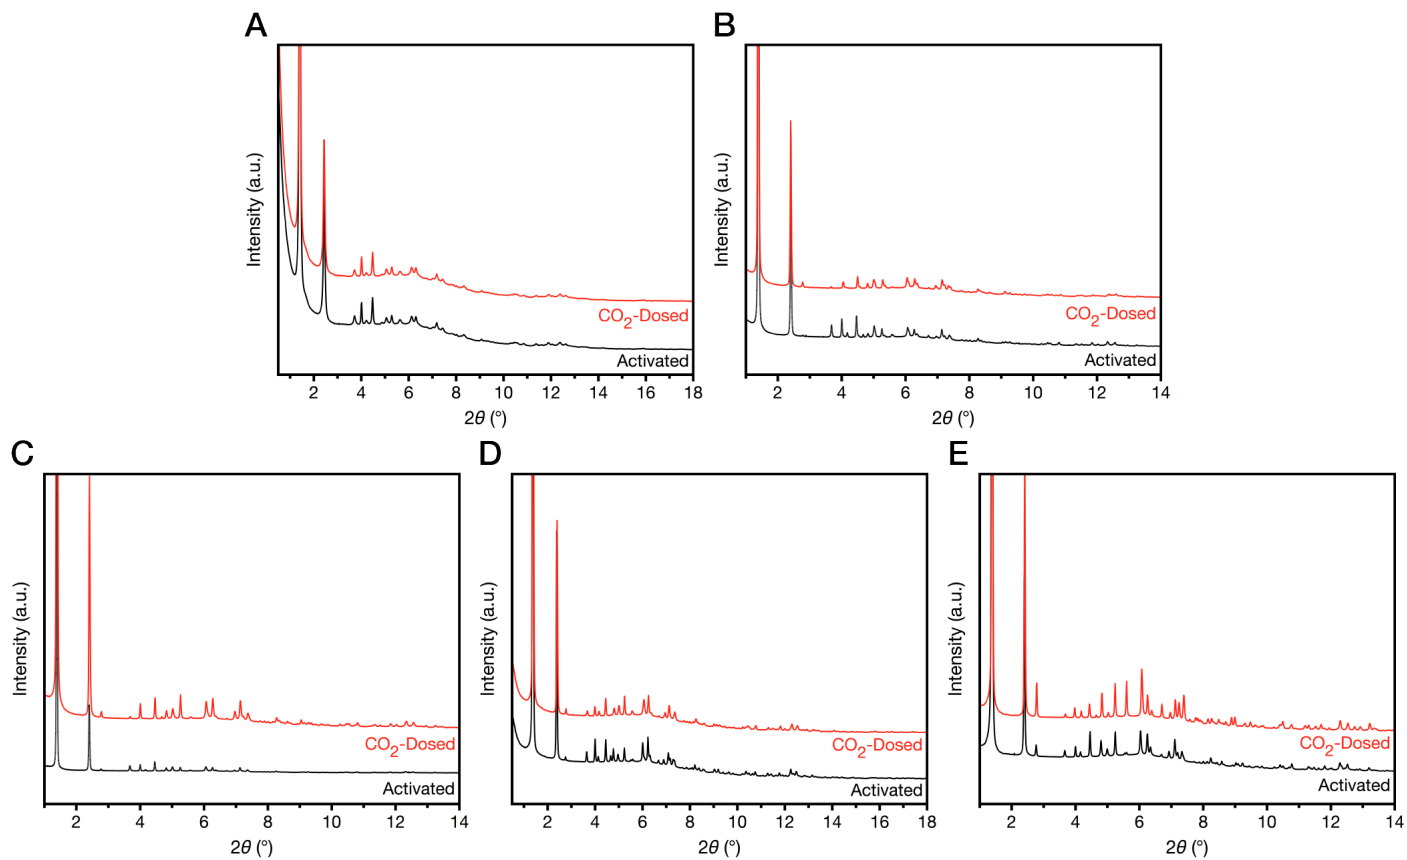 A
Intensity (a.u.)
CO2-Dosed
Activated
2 4 6 8 10 12 14 16 18
2θ (°)
B
Intensity (a.u.)
CO2-Dosed
Activated
2 4 6 8 10 12 14
2θ (°)
C
Intensity (a.u.)
CO2-Dosed
Activated
2 4 6 8 10 12 14
2θ (°)
D
Intensity (a.u.)
CO2-Dosed
Activated
2 4 6 8 10 12 14 16 18
2θ (°)
E
Intensity (a.u.)
CO2-Dosed
Activated
2 4 6 8 10 12 14
2θ (°)